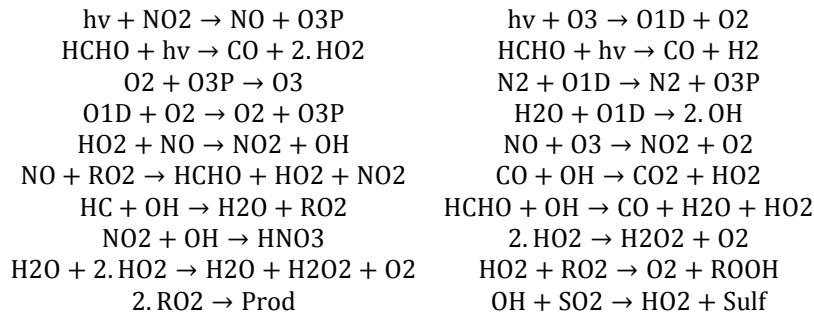 hv + NO2 → NO + O3P hv + O3 → O1D + O2
HCHO + hv → CO + 2. HO2 HCHO + hv → CO + H2
O2 + O3P → O3 N2 + O1D → N2 + O3P
O1D + O2 → O2 + O3P H2O + O1D → 2. OH
HO2 + NO → NO2 + OH NO + O3 → NO2 + O2
NO + RO2 → HCHO + HO2 + NO2 CO + OH → CO2 + HO2
HC + OH → H2O + RO2 HCHO + OH → CO + H2O + HO2
NO2 + OH → HNO3 2. HO2 → H2O2 + O2
H2O + 2. HO2 → H2O + H2O2 + O2 HO2 + RO2 → O2 + ROOH
2. RO2 → Prod OH + SO2 → HO2 + Sulf